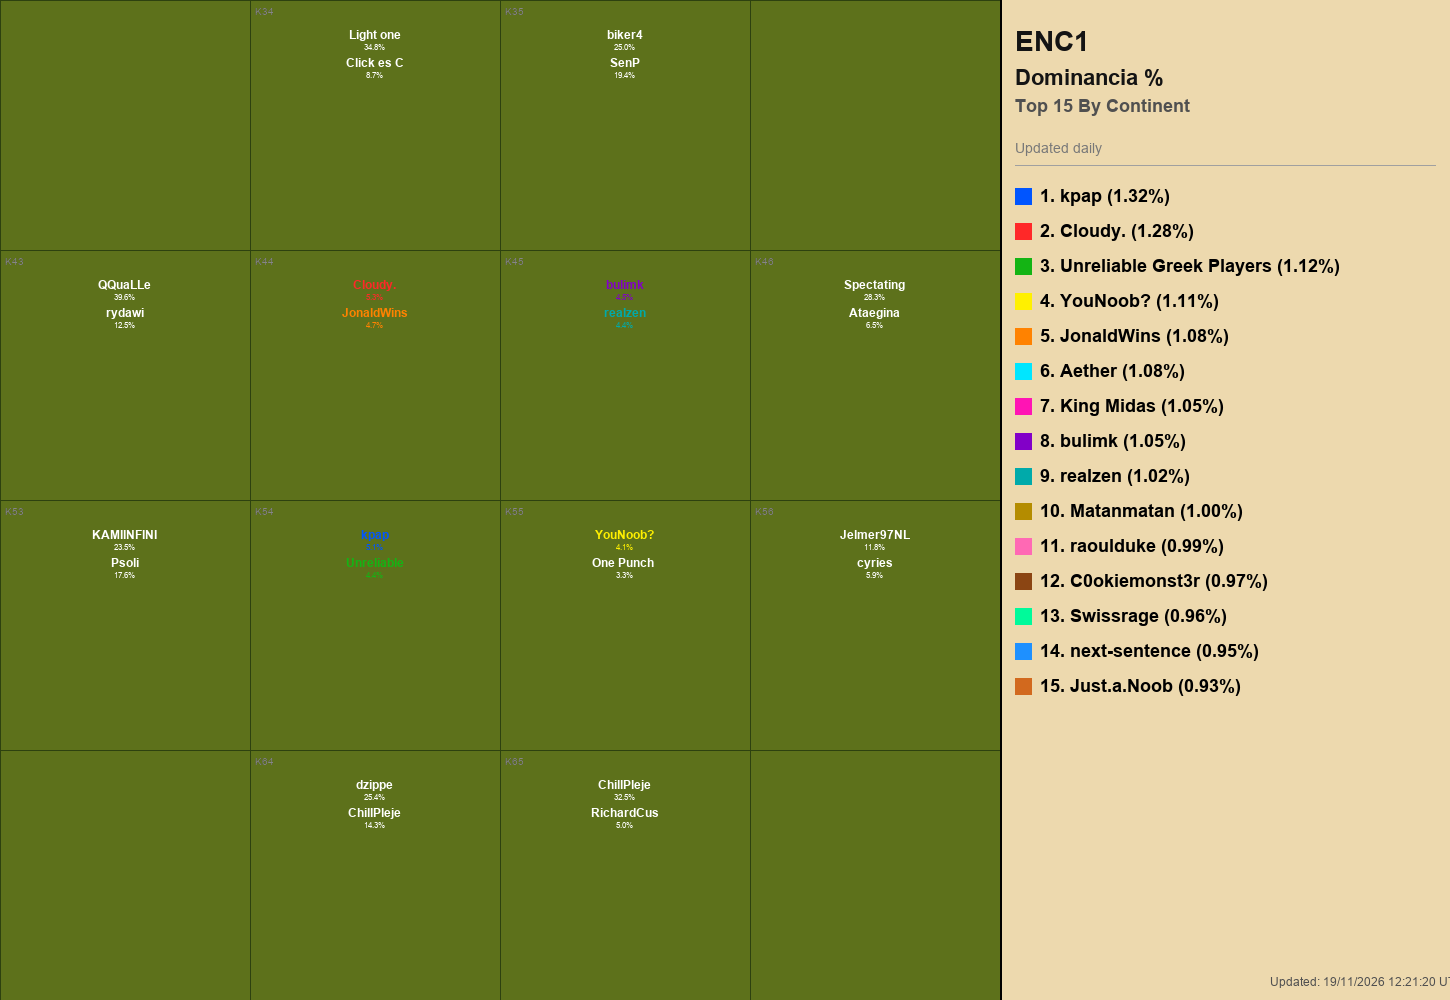 K34
Light one
34.8%
Click es C
8.7%
K35
biker4
25.0%
SenP
19.4%
K43
QQuaLLe
39.6%
rydawi
12.5%
K44
Cloudy.
JonaldWins
4.7%
K45
bulimk
4.5%
realzen
4.4%
K46
Spectating
28.3%
Ataegina
6.5%
K53
KAMIINFINI
23.5%
Psoli
17.6%
K54
kpap
5.1%
Unreliable
4.4%
K55
YouNoob?
4.1%
One Punch
3.3%
K56
Jelmer97NL
11.8%
cyries
5.9%
K64
dzippe
25.4%
ChillPleje
14.3%
K65
ChillPleje
32.5%
RichardCus
5.0%
ENC1
Dominancia %
Top 15 By Continent
Updated daily
1. kpap (1.32%)
2. Cloudy. (1.28%)
3. Unreliable Greek Players (1.12%)
4. YouNoob? (1.11%)
5. JonaldWins (1.08%)
6. Aether (1.08%)
7. King Midas (1.05%)
8. bulimk (1.05%)
9. realzen (1.02%)
10. Matanmatan (1.00%)
11. raoulduke (0.99%)
12. C0okiemonst3r (0.97%)
13. Swissrage (0.96%)
14. next-sentence (0.95%)
15. Just.a.Noob (0.93%)
Updated: 19/11/2026 12:21:20